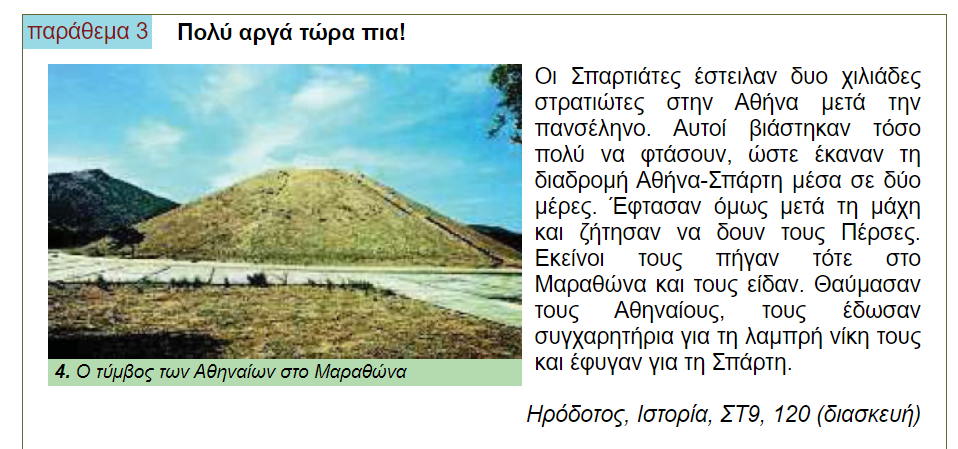 παράθεμα 3 Πολύ αργά τώρα πια!
Οι Σπαρτιάτες έστειλαν δυο χιλιάδες
στρατιώτες στην Αθήνα μετά την
πανσέληνο. Αυτοί βιάστηκαν τόσο
πολύ να φτάσουν, ώστε έκαναν τη
διαδρομή Αθήνα-Σπάρτη μέσα σε δύο
μέρες. Έφτασαν όμως μετά τη μάχη
και ζήτησαν να δουν τους Πέρσες.
Εκείνοι τους πήγαν τότε στο
Μαραθώνα και τους είδαν. Θαύμασαν
τους Αθηναίους, τους έδωσαν
συγχαρητήρια για τη λαμπρή νίκη τους
και έφυγαν για τη Σπάρτη.
4. Ο τύμβος των Αθηναίων στο Μαραθώνα
Ηρόδοτος, Ιστορία, ΣΤ9, 120 (διασκευή)